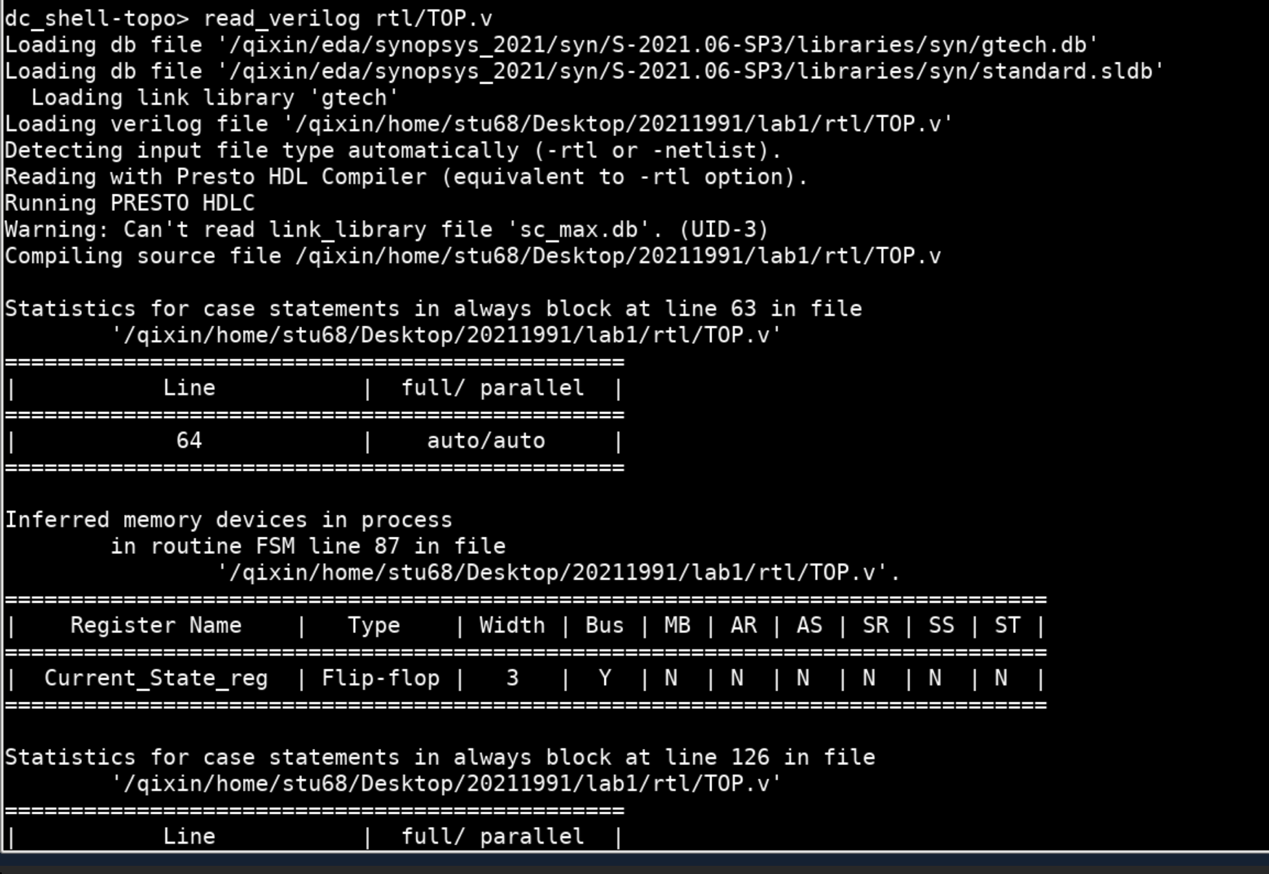 dc_shell-topo> read_verilog rtl/TOP.v
Loading db file '/qixin/eda/synopsys_2021/syn/S-2021.06-SP3/libraries/syn/gtech.db'
Loading db file '/qixin/eda/synopsys_2021/syn/S-2021.06-SP3/libraries/syn/standard.sldb'
  Loading link library 'gtech'
Loading verilog file '/qixin/home/stu68/Desktop/20211991/lab1/rtl/TOP.v'
Detecting input file type automatically (-rtl or -netlist).
Reading with Presto HDL Compiler (equivalent to -rtl option).
Running PRESTO HDLC
Warning: Can't read link_library file 'sc_max.db'. (UID-3)
Compiling source file /qixin/home/stu68/Desktop/20211991/lab1/rtl/TOP.v

Statistics for case statements in always block at line 63 in file
        '/qixin/home/stu68/Desktop/20211991/lab1/rtl/TOP.v'
===============================================
|           Line           |  full/ parallel  |
===============================================
|            64            |    auto/auto     |
===============================================

Inferred memory devices in process
        in routine FSM line 87 in file
                '/qixin/home/stu68/Desktop/20211991/lab1/rtl/TOP.v'.
===============================================================================
|    Register Name    |   Type    | Width | Bus | MB | AR | AS | SR | SS | ST |
===============================================================================
|  Current_State_reg  | Flip-flop |   3   |  Y  | N  | N  | N  | N  | N  | N  |
===============================================================================

Statistics for case statements in always block at line 126 in file
        '/qixin/home/stu68/Desktop/20211991/lab1/rtl/TOP.v'
===============================================
|           Line           |  full/ parallel  |